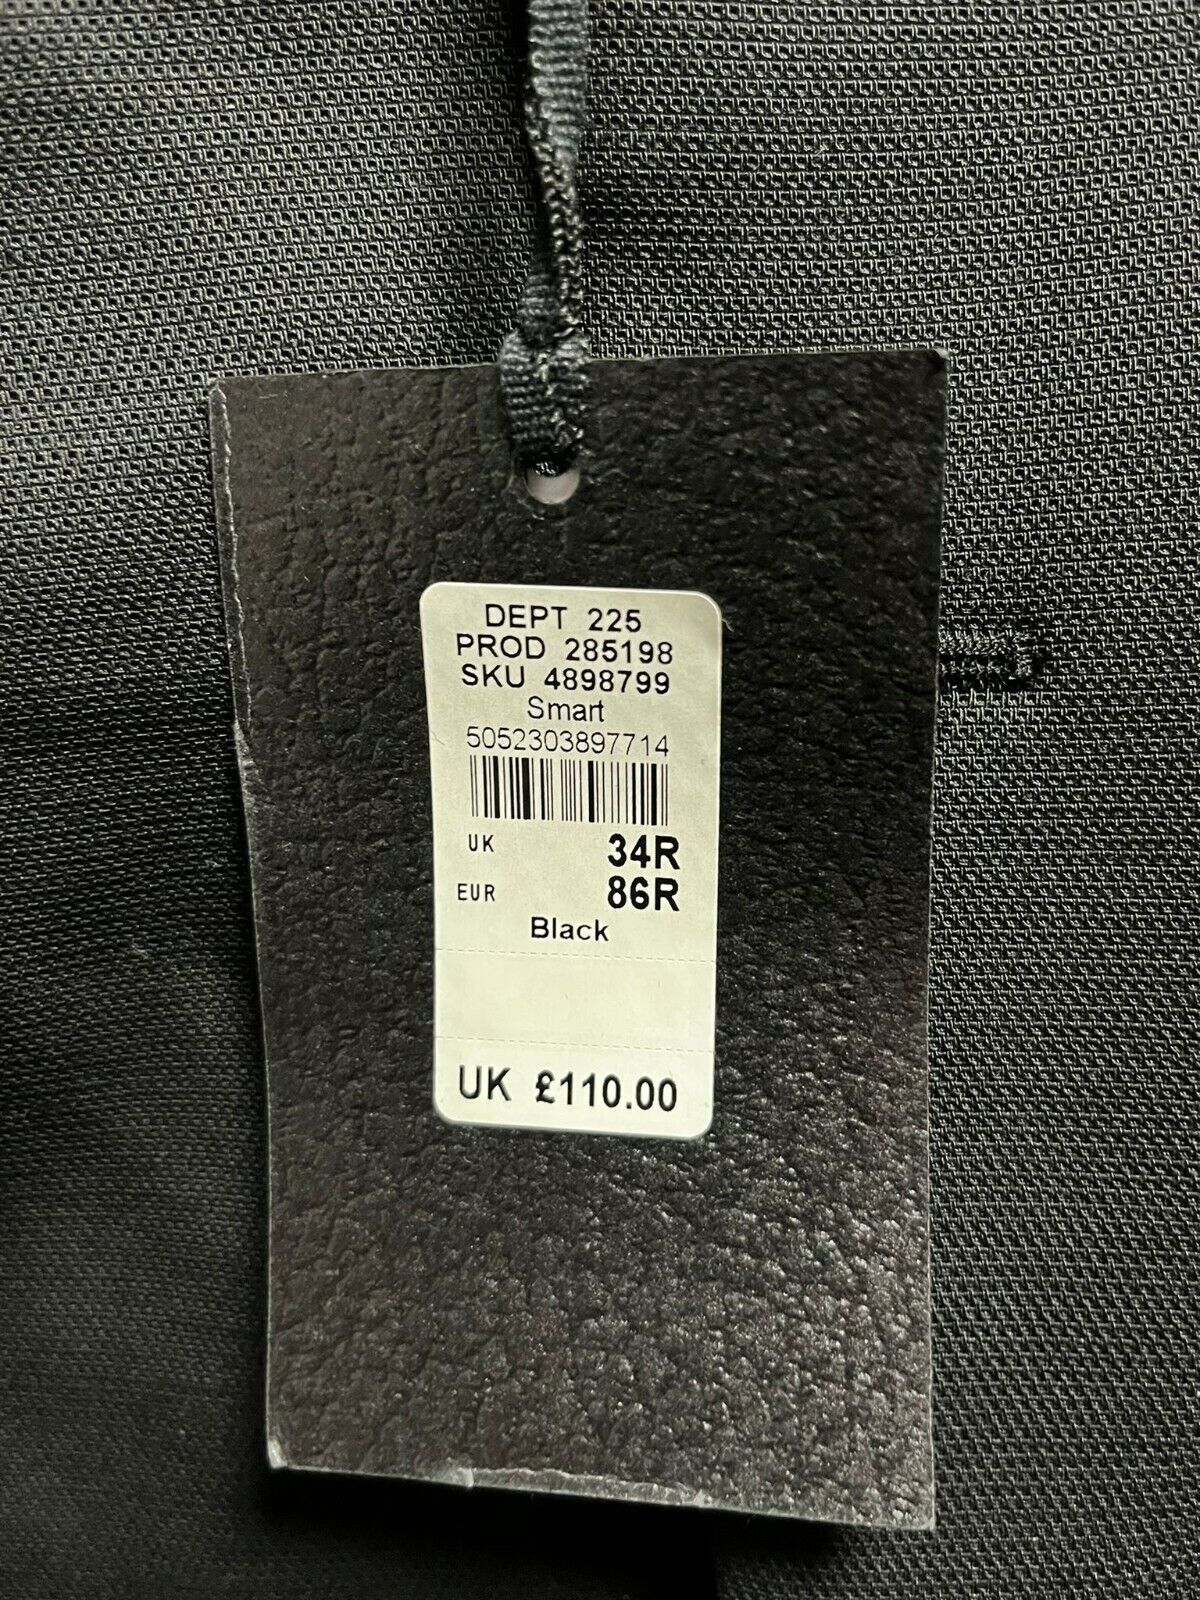 DEPT 225
PROD 285198
SKU 4898799
Smart
5052303897714
UK 34R
EUR 86R
Black
UK £110.00